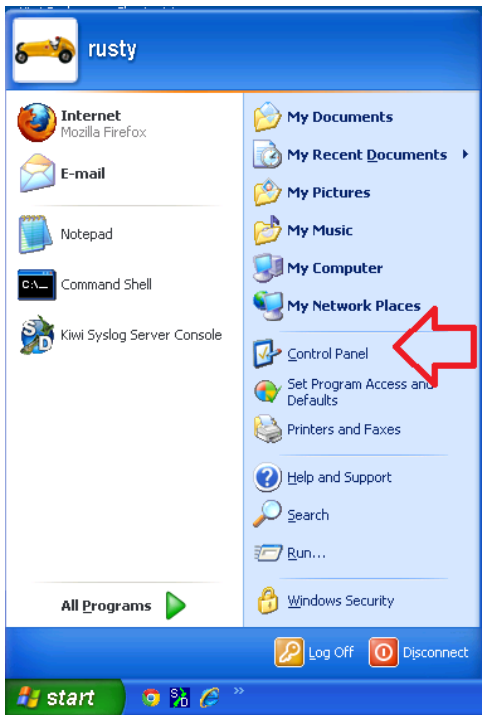 rusty
Internet
Mozilla Firefox
E-mail
Notepad
C:\_
Command Shell
Kiwi Syslog Server Console
All Programs
My Documents
My Recent Documents
My Pictures
My Music
My Computer
My Network Places
Control Panel
Set Program Access and
Defaults
Printers and Faxes
Help and Support
Search
Run...
Windows Security
Log Off
Disconnect
start